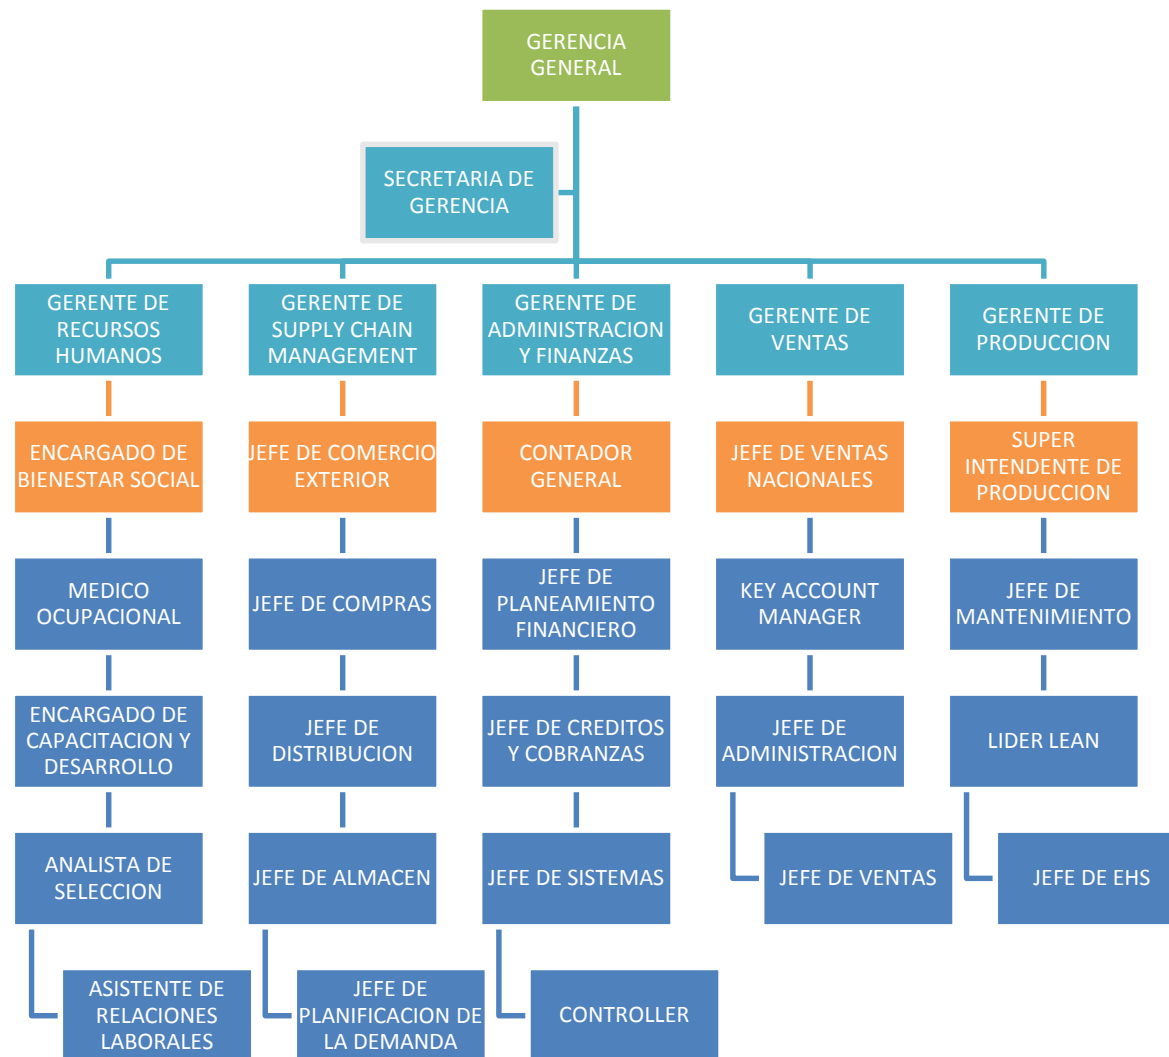 GERENCIA
GENERAL
SECRETARIA DE
GERENCIA
GERENTE DE
RECURSOS
HUMANOS
GERENTE DE
SUPPLY CHAIN
MANAGEMENT
GERENTE DE
ADMINISTRACION
Y FINANZAS
GERENTE DE
VENTAS
GERENTE DE
PRODUCCION
ENCARGADO DE
BIENESTAR SOCIAL
JEFE DE COMERCIO
EXTERIOR
CONTADOR
GENERAL
JEFE DE VENTAS
NACIONALES
SUPER
INTENDENTE DE
PRODUCCION
MEDICO
OCUPACIONAL
JEFE DE COMPRAS
JEFE DE
PLANEAMIENTO
FINANCIERO
KEY ACCOUNT
MANAGER
JEFE DE
MANTENIMIENTO
ENCARGADO DE
CAPACITACION Y
DESARROLLO
JEFE DE
DISTRIBUCION
JEFE DE CREDITOS
Y COBRANZAS
JEFE DE
ADMINISTRACION
LIDER LEAN
ANALISTA DE
SELECCION
JEFE DE ALMACEN
JEFE DE SISTEMAS
JEFE DE VENTAS
JEFE DE EHS
ASISTENTE DE
RELACIONES
LABORALES
JEFE DE
PLANIFICACION DE
LA DEMANDA
CONTROLLER